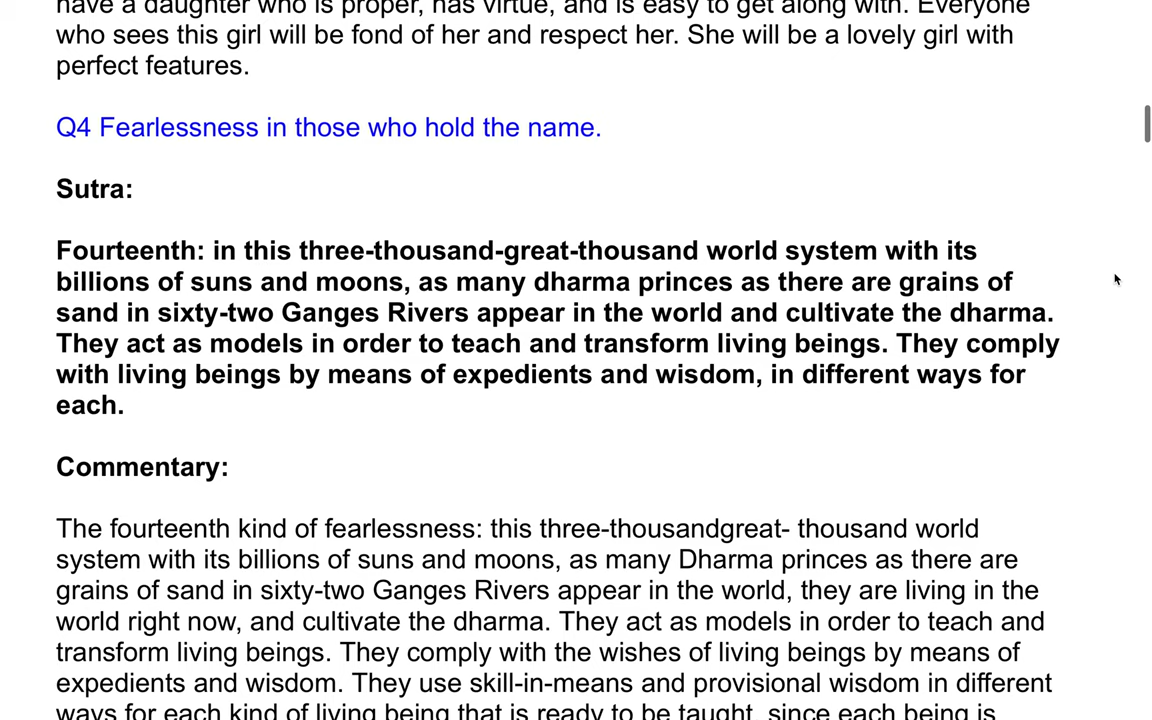 have a daughter who is proper, has virtue, and is easy to get along with. Everyone
who sees this girl will be fond of her and respect her. She will be a lovely girl with
perfect features.
Q4 Fearlessness in those who hold the name.
Sutra:
Fourteenth: in this three-thousand-great-thousand world system with its
billions of suns and moons, as many dharma princes as there are grains of
sand in sixty-two Ganges Rivers appear in the world and cultivate the dharma.
They act as models in order to teach and transform living beings. They comply
with living beings by means of expedients and wisdom, in different ways for
each.
Commentary:
The fourteenth kind of fearlessness: this three-thousandgreat- thousand world
system with its billions of suns and moons, as many Dharma princes as there are
grains of sand in sixty-two Ganges Rivers appear in the world, they are living in the
world right now, and cultivate the dharma. They act as models in order to teach and
transform living beings. They comply with the wishes of living beings by means of
expedients and wisdom. They use skill-in-means and provisional wisdom in different
ways for each kind of living being that is ready to be taught, since each being is